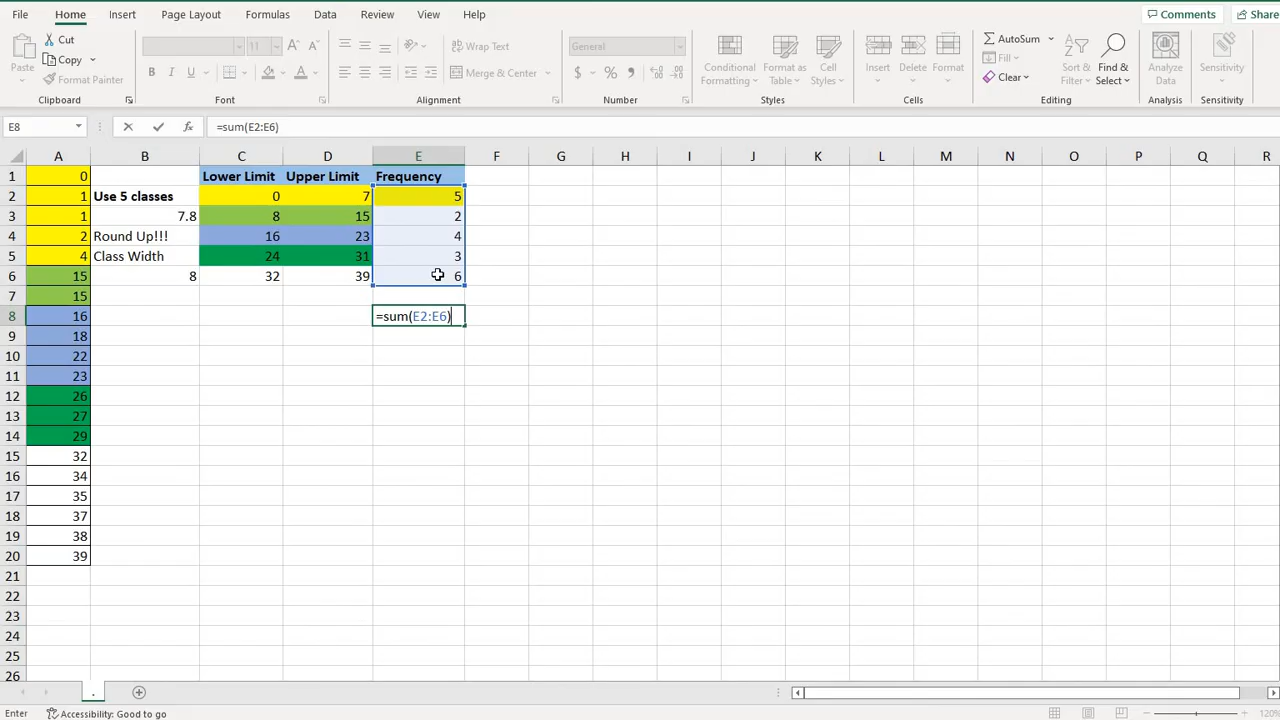 File Home Insert Page Layout Formulas Data Review View Help Comments Share
Paste Cut Copy Format Painter Clipboard
11 B I U Font
Wrap Text Merge & Center Alignment
General $ % Number
Conditional Formatting Format as Table Cell Styles Styles
Insert Delete Format Cells
AutoSum Fill Clear Sort & Filter Find & Select Editing
Analyze Data Analysis
Sensitivity Sensitivity
E8 fx =sum(E2:E6)
A B C D E F G H I J K L M N O P Q R
1 0 Lower Limit Upper Limit Frequency
2 1 Use 5 classes 0 7 5
3 1 7.8 8 15 2
4 2 Round Up!!! 16 23 4
5 4 Class Width 24 31 3
6 15 8 32 39 6
7 15
8 16 =sum(E2:E6)
9 18
10 22
11 23
12 26
13 27
14 29
15 32
16 34
17 35
18 37
19 38
20 39
21
22
23
24
25
26
.
Enter Accessibility: Good to go 120%